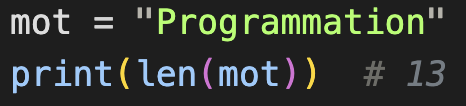 mot = "Programmation"
print(len(mot))  # 13